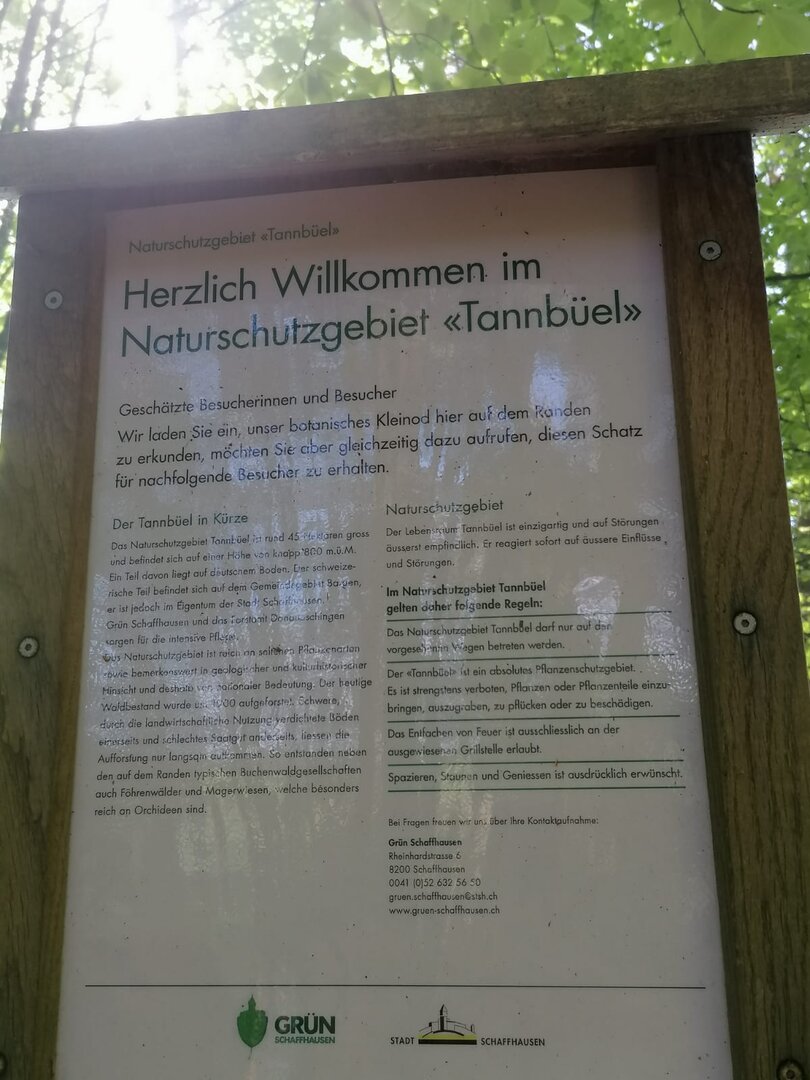 Naturschutzgebiet «Tannbüel»
Herzlich Willkommen im
Naturschutzgebiet «Tannbüel»
Geschätzte Besucherinnen und Besucher
Wir laden Sie ein, unser botanisches Kleinod hier auf dem Randen
zu erkunden, möchten Sie aber gleichzeitig dazu aufrufen, diesen Schatz
für nachfolgende Besucher zu erhalten.
Der Tannbüel in Kürze
Das Naturschutzgebiet Tannbüel ist rund 45 Hektaren gross
und befindet sich auf einer Höhe von knapp 800 m.ü.M.
Ein Teil davon liegt auf deutschem Boden. Der schweize-
rische Teil befindet sich auf dem Gemeindegebiet Bargen,
er ist jedoch im Eigentum der Stadt Schaffhausen.
Grün Schaffhausen und das Forstamt Donaueschingen
sorgen für die intensive Pflege.
Das Naturschutzgebiet ist reich an seltenen Pflanzenarten
sowie bemerkenswert in geologischer und kulturhistorischer
Hinsicht und deshalb von nationaler Bedeutung. Der heutige
Waldbestand wurde um 1900 aufgeforstet. Schwere,
durch die landwirtschaftliche Nutzung verdichtete Böden
einerseits und schlechtes Saatgut anderseits, liessen die
Aufforstung nur langsam aufkommen. So entstanden neben
den auf dem Randen typischen Buchenwaldgesellschaften
auch Föhrenwälder und Magerwiesen, welche besonders
reich an Orchideen sind.
Naturschutzgebiet
Der Lebensraum Tannbüel ist einzigartig und auf Störungen
äusserst empfindlich. Er reagiert sofort auf äussere Einflüsse
und Störungen.
Im Naturschutzgebiet Tannbüel
gelten daher folgende Regeln:
Das Naturschutzgebiet Tannbüel darf nur auf den
vorgesehenen Wegen betreten werden.
Der «Tannbüel» ist ein absolutes Pflanzenschutzgebiet.
Es ist strengstens verboten, Pflanzen oder Pflanzenteile einzu-
bringen, auszugraben, zu pflücken oder zu beschädigen.
Das Entfachen von Feuer ist ausschliesslich an der
ausgewiesenen Grillstelle erlaubt.
Spazieren, Staunen und Geniessen ist ausdrücklich erwünscht.
Bei Fragen freuen wir uns über Ihre Kontaktaufnahme:
Grün Schaffhausen
Rheinhardstrasse 6
8200 Schaffhausen
0041 (0)52 632 56 50
gruen.schaffhausen@stsh.ch
www.gruen-schaffhausen.ch
GRÜN
SCHAFFHAUSEN
STADT SCHAFFHAUSEN